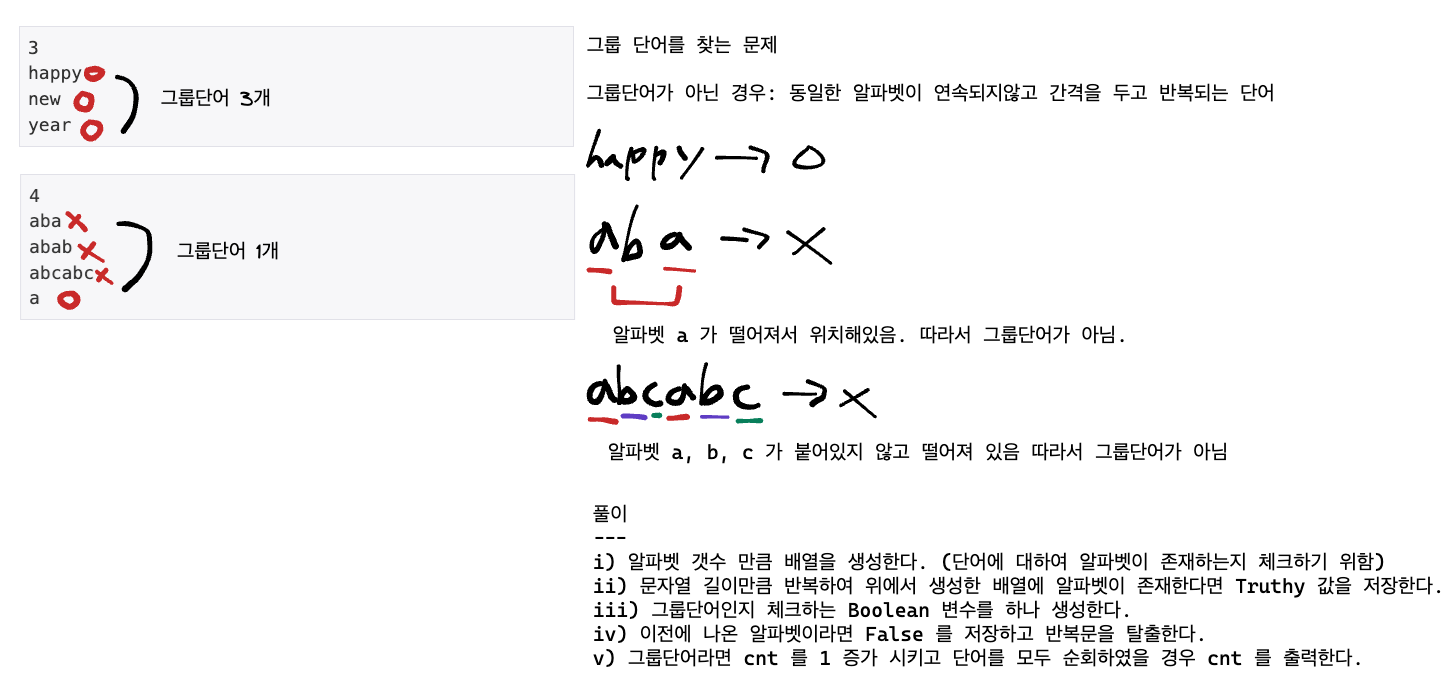 3
happy O
new O
year O
그룹단어 3개
4
aba X
abab X
abcabc X
a O
그룹단어 1개
그룹 단어를 찾는 문제
그룹단어가 아닌 경우: 동일한 알파벳이 연속되지않고 간격을 두고 반복되는 단어
happy → O
aba → X
알파벳 a 가 떨어져서 위치해있음. 따라서 그룹단어가 아님.
abcabc → X
알파벳 a, b, c 가 붙어있지 않고 떨어져 있음 따라서 그룹단어가 아님
풀이
---
i) 알파벳 갯수 만큼 배열을 생성한다. (단어에 대하여 알파벳이 존재하는지 체크하기 위함)
ii) 문자열 길이만큼 반복하여 위에서 생성한 배열에 알파벳이 존재한다면 Truthy 값을 저장한다.
iii) 그룹단어인지 체크하는 Boolean 변수를 하나 생성한다.
iv) 이전에 나온 알파벳이라면 False 를 저장하고 반복문을 탈출한다.
v) 그룹단어라면 cnt 를 1 증가 시키고 단어를 모두 순회하였을 경우 cnt 를 출력한다.